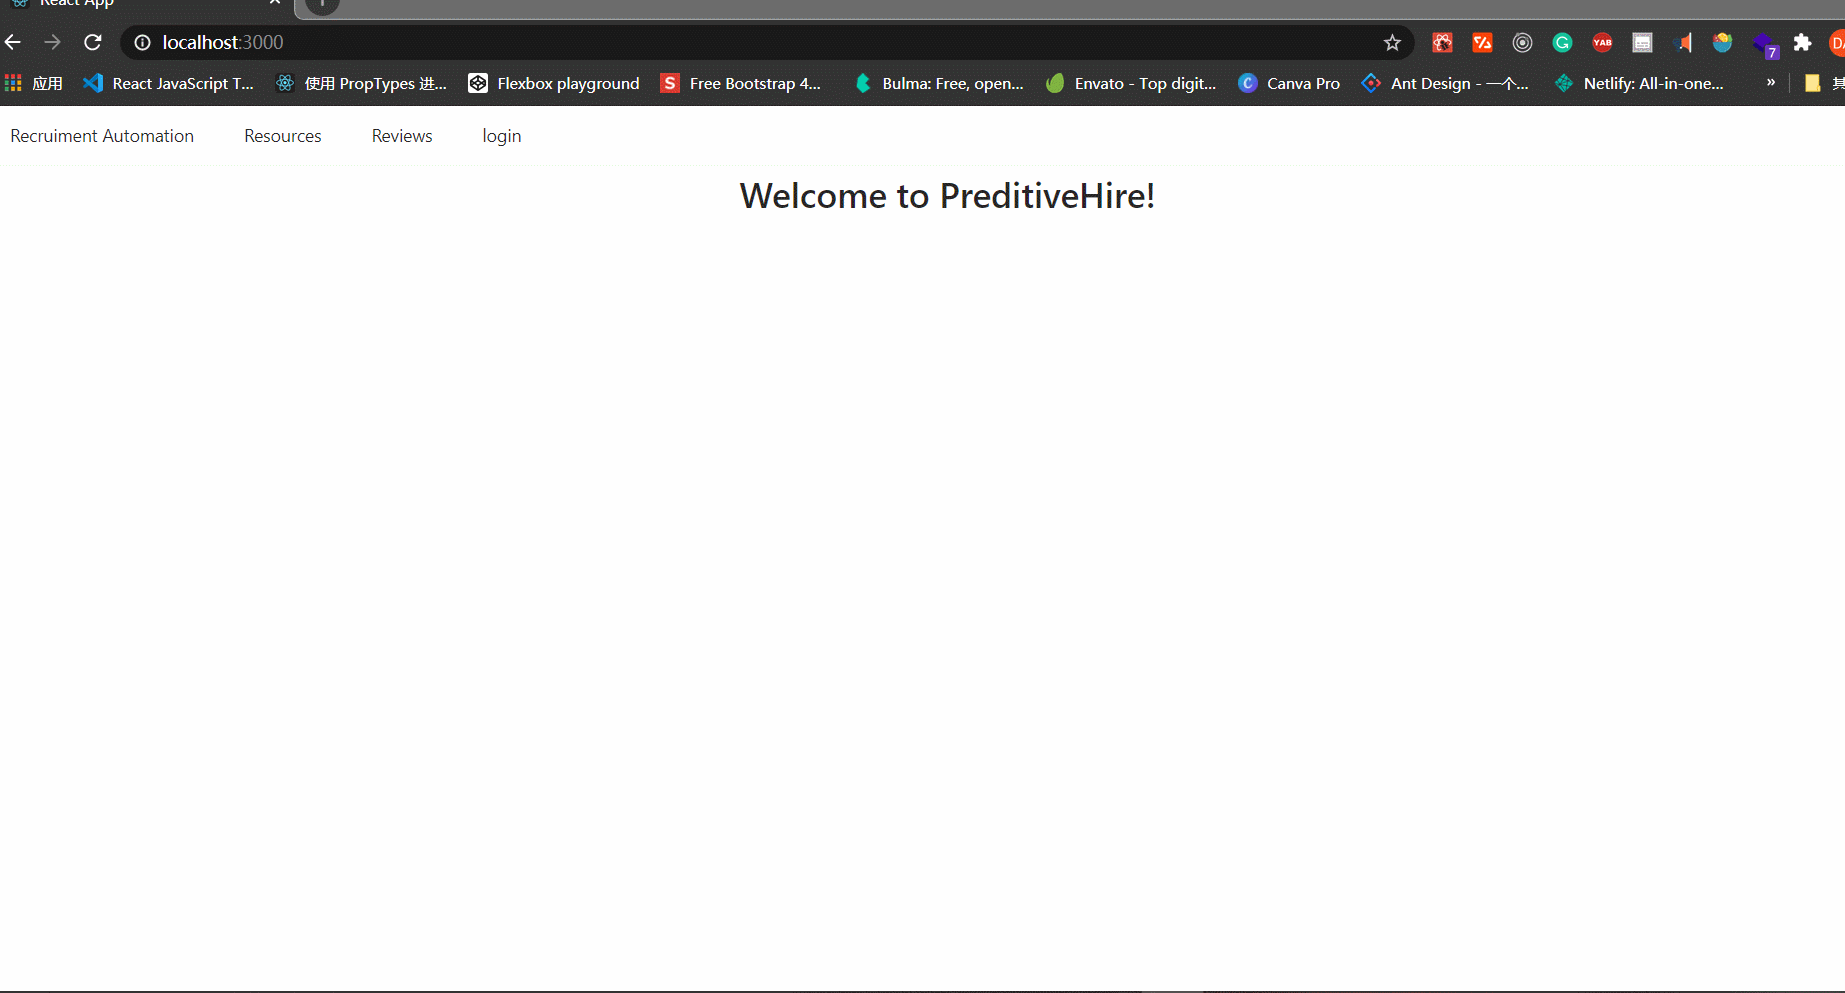 React App
localhost:3000
应用 React JavaScript T... 使用 PropTypes 进... Flexbox playground S Free Bootstrap 4... Bulma: Free, open... Envato - Top digit... Canva Pro Ant Design - 一个... Netlify: All-in-one... »
YAB 7
Recruiment Automation Resources Reviews login
Welcome to PreditiveHire!